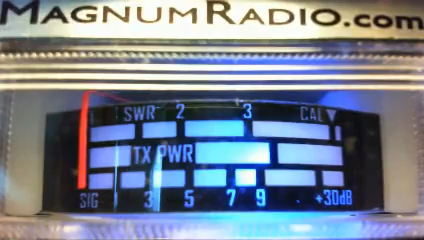 MAGNUMRADIO.COM
SWR 2 3 CAL▼
TX PWR
SIG 3 5 7 9 +30dB